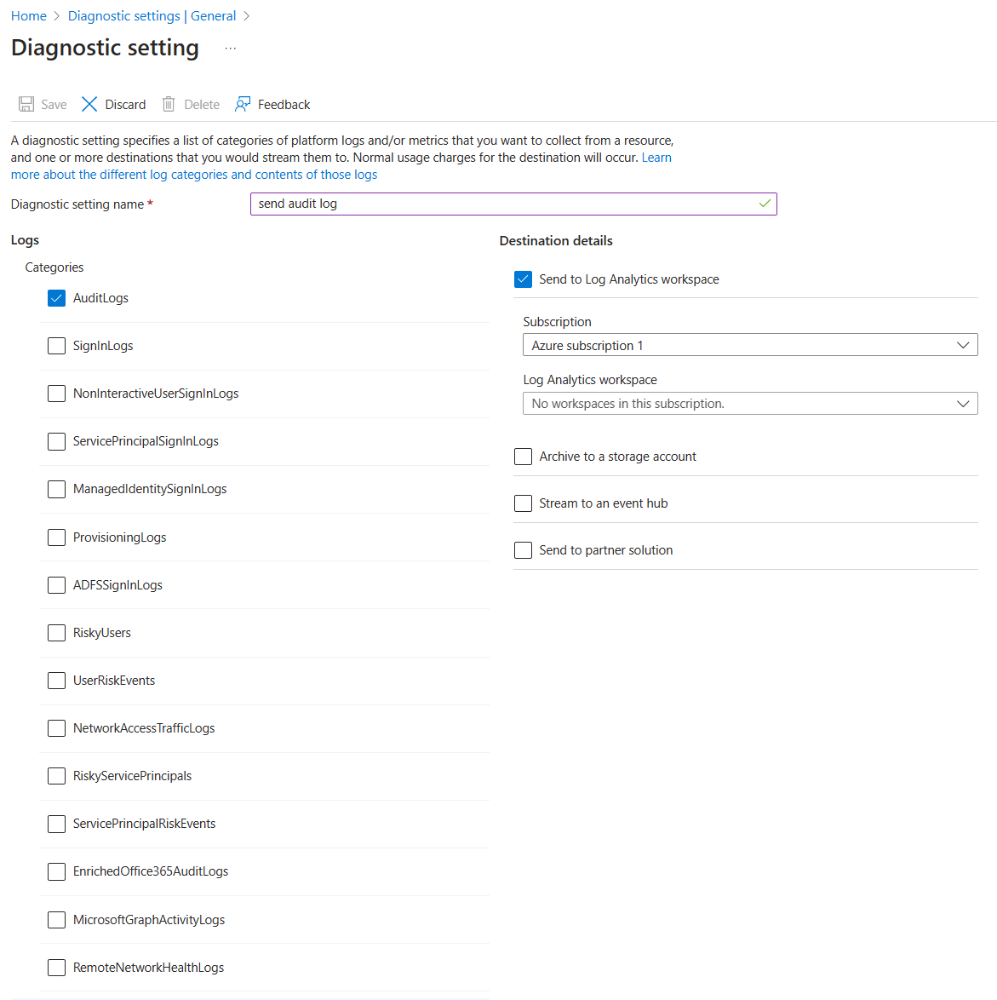 Home > Diagnostic settings | General >
Diagnostic setting ...
Save Discard Delete Feedback
A diagnostic setting specifies a list of categories of platform logs and/or metrics that you want to collect from a resource,
and one or more destinations that you would stream them to. Normal usage charges for the destination will occur. Learn
more about the different log categories and contents of those logs
Diagnostic setting name *
send audit log
Logs
Categories
AuditLogs
SignInLogs
NonInteractiveUserSignInLogs
ServicePrincipalSignInLogs
ManagedIdentitySignInLogs
ProvisioningLogs
ADFSSignInLogs
RiskyUsers
UserRiskEvents
NetworkAccessTrafficLogs
RiskyServicePrincipals
ServicePrincipalRiskEvents
EnrichedOffice365AuditLogs
MicrosoftGraphActivityLogs
RemoteNetworkHealthLogs
Destination details
Send to Log Analytics workspace
Subscription
Azure subscription 1
Log Analytics workspace
No workspaces in this subscription.
Archive to a storage account
Stream to an event hub
Send to partner solution